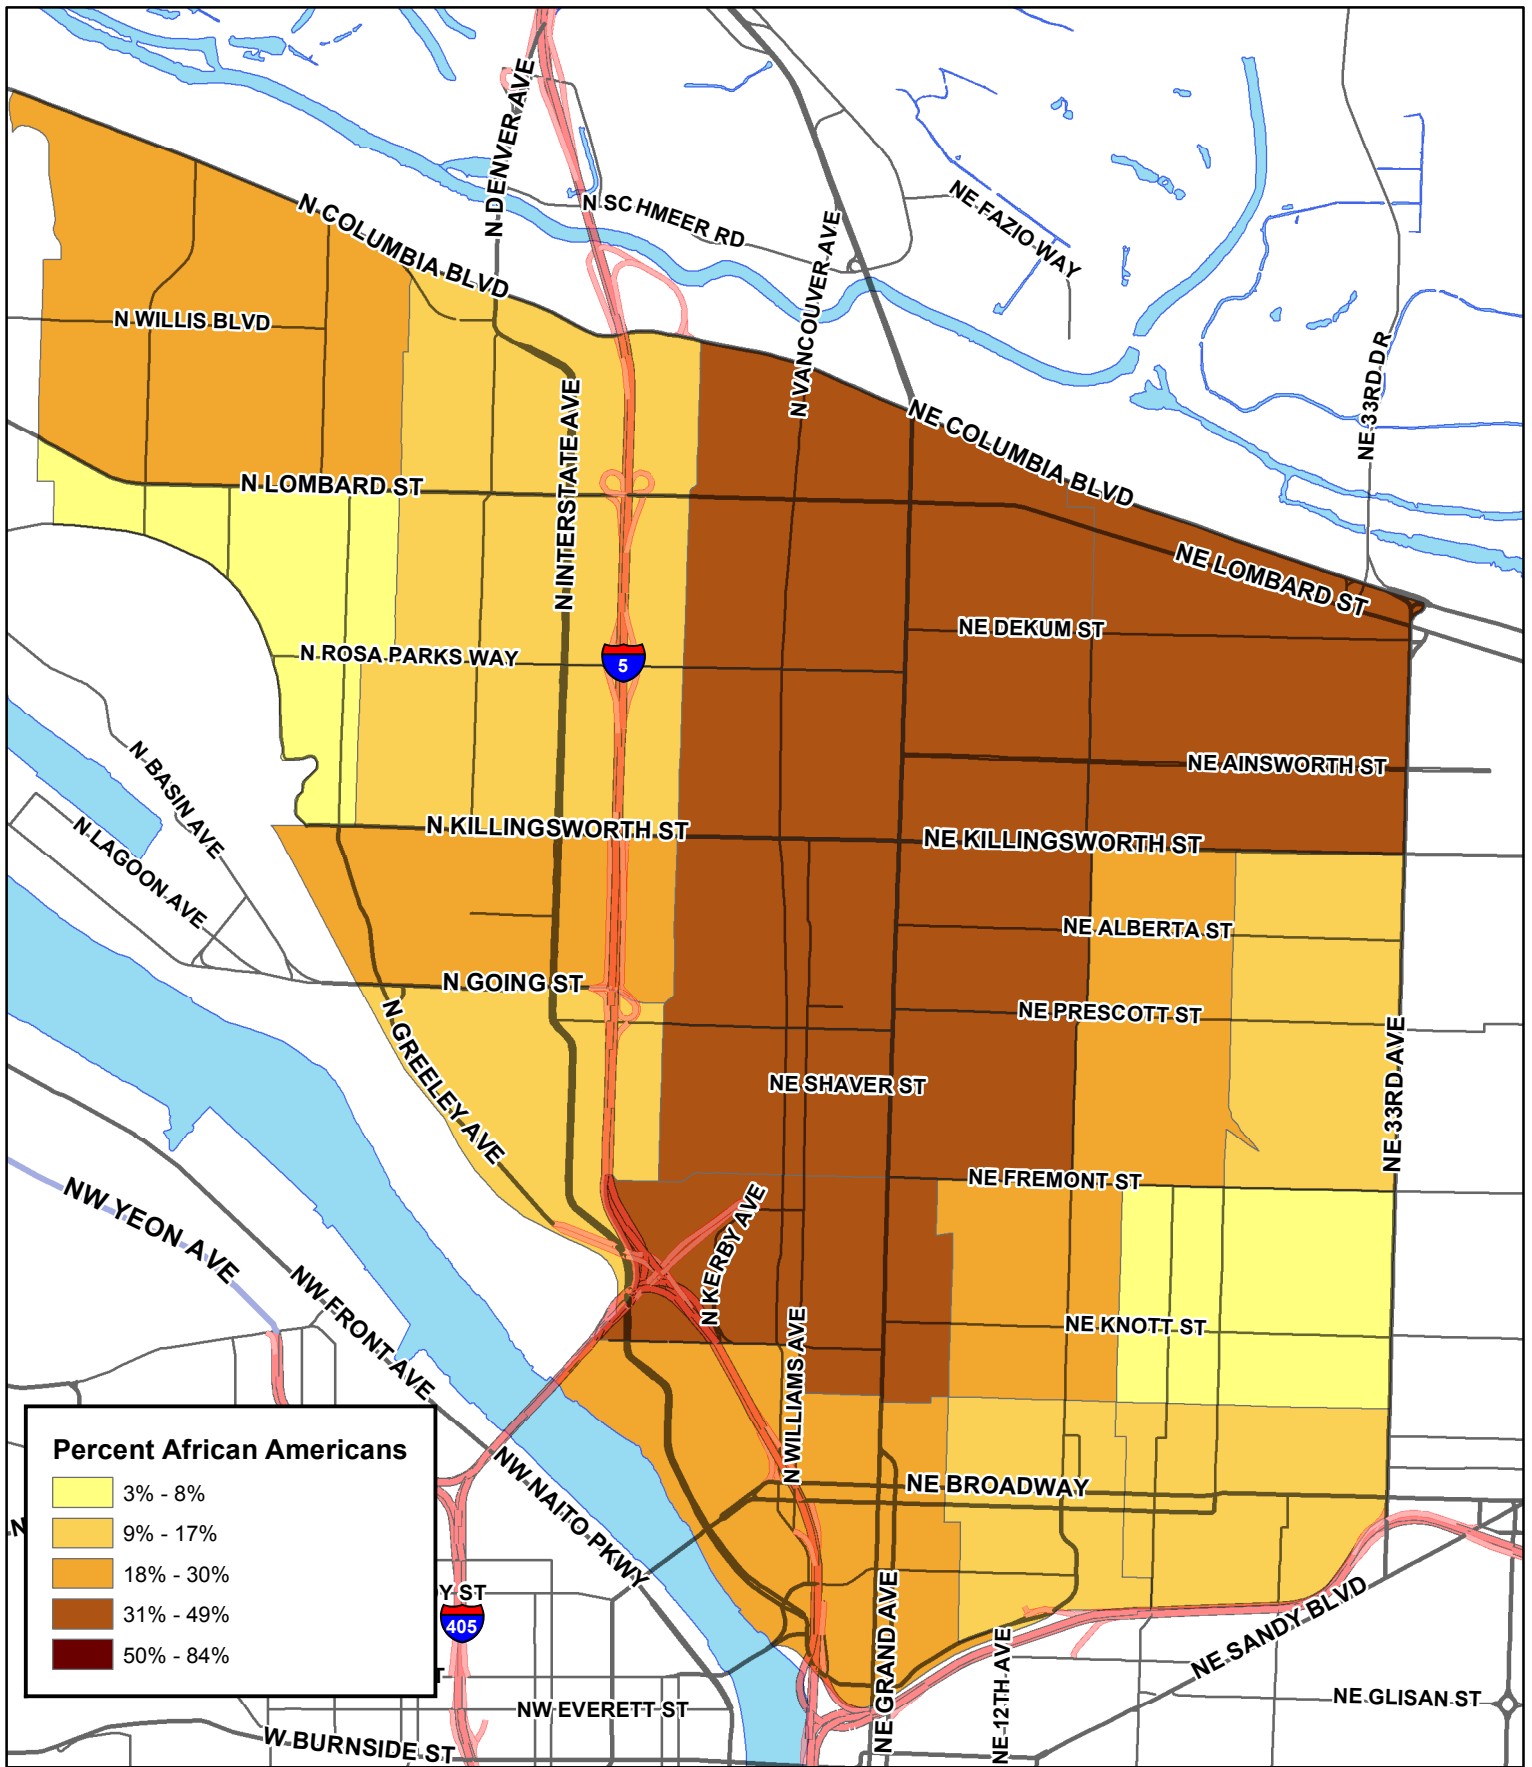 N DENVER AVE
N SCHMEER RD
NE FAZIO WAY
N COLUMBIA BLVD
N VANCOUVER AVE
N WILLIS BLVD
NE 33RD DR
N INTERSTATE AVE
NE COLUMBIA BLVD
N LOMBARD ST
NE LOMBARD ST
NE DEKUM ST
N ROSA PARKS WAY
5
NE AINSWORTH ST
N BASIN AVE
N LAGOON AVE
N KILLINGSWORTH ST
NE KILLINGSWORTH ST
NE ALBERTA ST
N GOING ST
NE PRESCOTT ST
N GREELEY AVE
NE SHAVER ST
NE 33RD AVE
NE FREMONT ST
NW YEON AVE
N KERBY AVE
NW FRONT AVE
NE KNOTT ST
N WILLIAMS AVE
NE BROADWAY
NW NAITO PKWY
Percent African Americans
3% - 8%
9% - 17%
18% - 30%
31% - 49%
50% - 84%
N
Y ST
405
T
NE GRAND AVE
NE 12TH AVE
NE SANDY BLVD
NE GLISAN ST
NW EVERETT ST
W BURNSIDE ST